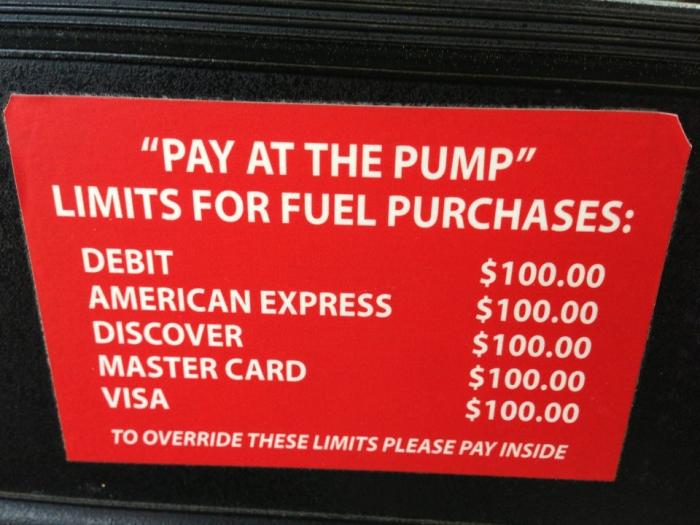 "PAY AT THE PUMP"
LIMITS FOR FUEL PURCHASES:
DEBIT $100.00
AMERICAN EXPRESS $100.00
DISCOVER $100.00
MASTER CARD $100.00
VISA $100.00
TO OVERRIDE THESE LIMITS PLEASE PAY INSIDE